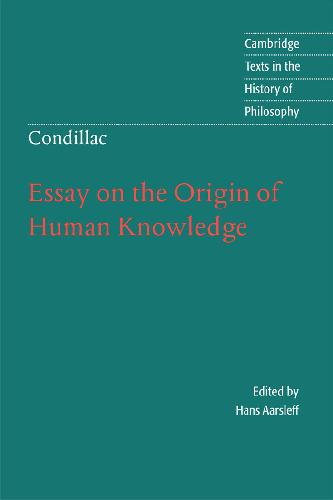 Cambridge
Texts in the
History of
Philosophy
Condillac
Essay on the Origin of
Human Knowledge
Edited by
Hans Aarsleff